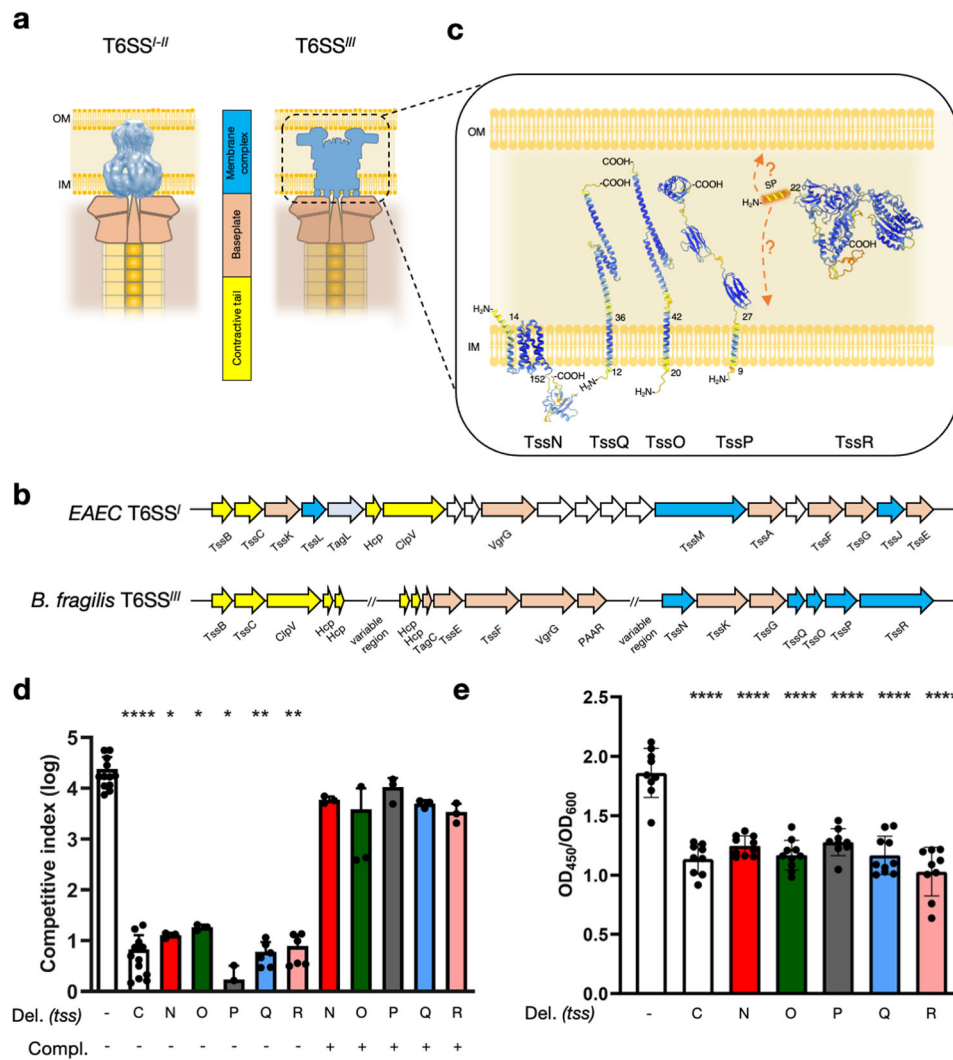 a
T6SS^I-II
T6SS^III
OM
IM
Membrane complex
Baseplate
Contractive tail
c
OM
COOH
COOH
COOH
SP
22
?
H₂N
?
COOH
H₂N
14
36
42
27
IM
152
COOH
H₂N
12
20
H₂N
H₂N
9
TssN TssQ TssO TssP TssR
b
EAEC T6SS^I
TssB TssC TssK TssL TagL Hcp ClpV VgrG TssM TssA TssF TssG TssJ TssE
B. fragilis T6SS^III
//
//
TssB TssC ClpV Hcp Hcp variable region Hcp Hcp TagC TssE TssF VgrG PAAR variable region TssN TssK TssG TssQ TssO TssP TssR
d
**** * * * ** **
Competitive index (log)
5
4
3
2
1
0
Del. (tss) - C N O P Q R N O P Q R
Compl. - - - - - - - + + + + +
e
**** **** **** **** **** ****
OD₄₅₀/OD₆₀₀
2.5
2.0
1.5
1.0
0.5
0.0
Del. (tss) - C N O P Q R